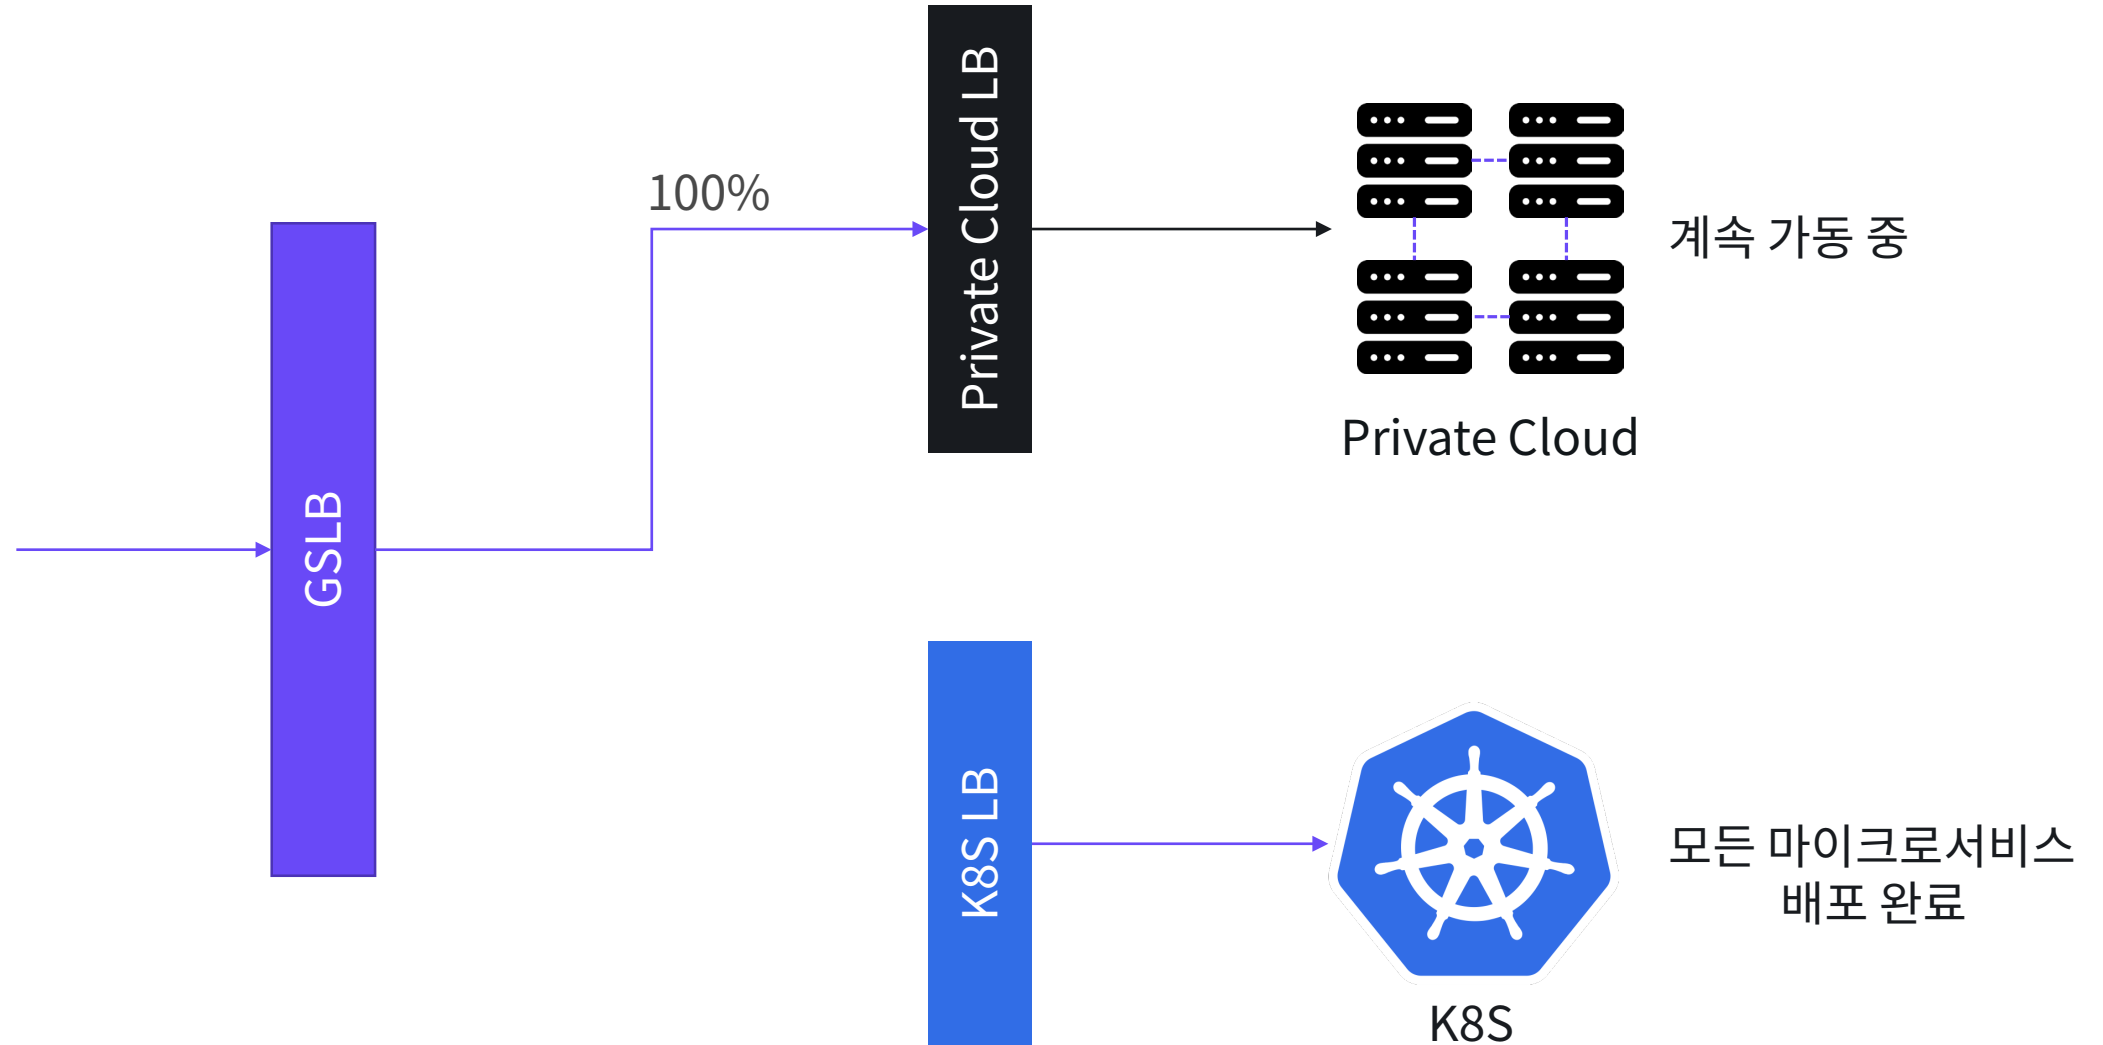 GSLB
100%
Private Cloud LB
Private Cloud
계속 가동 중
K8S LB
K8S
모든 마이크로서비스
배포 완료